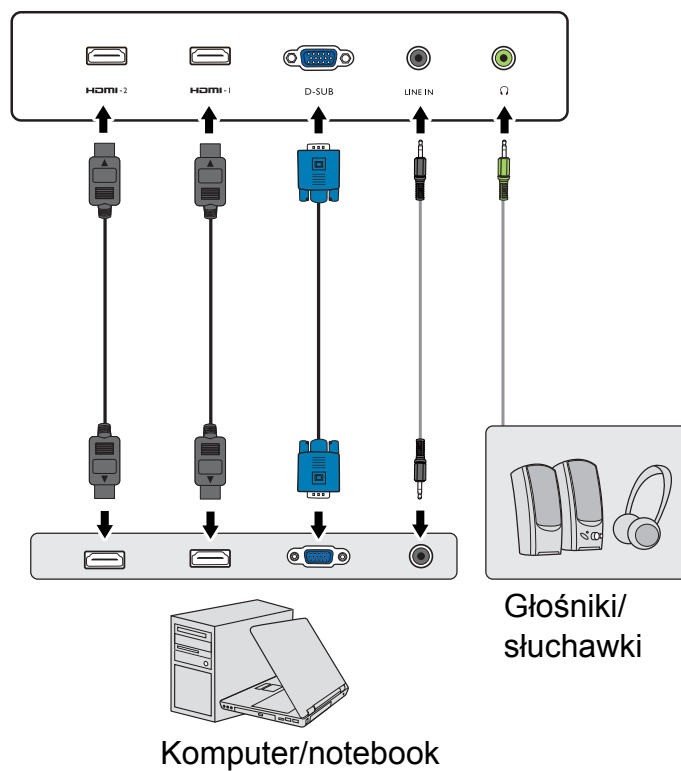 HDMI-2
HDMI-1
D-SUB
LINE IN
Głośniki/
słuchawki
Komputer/notebook